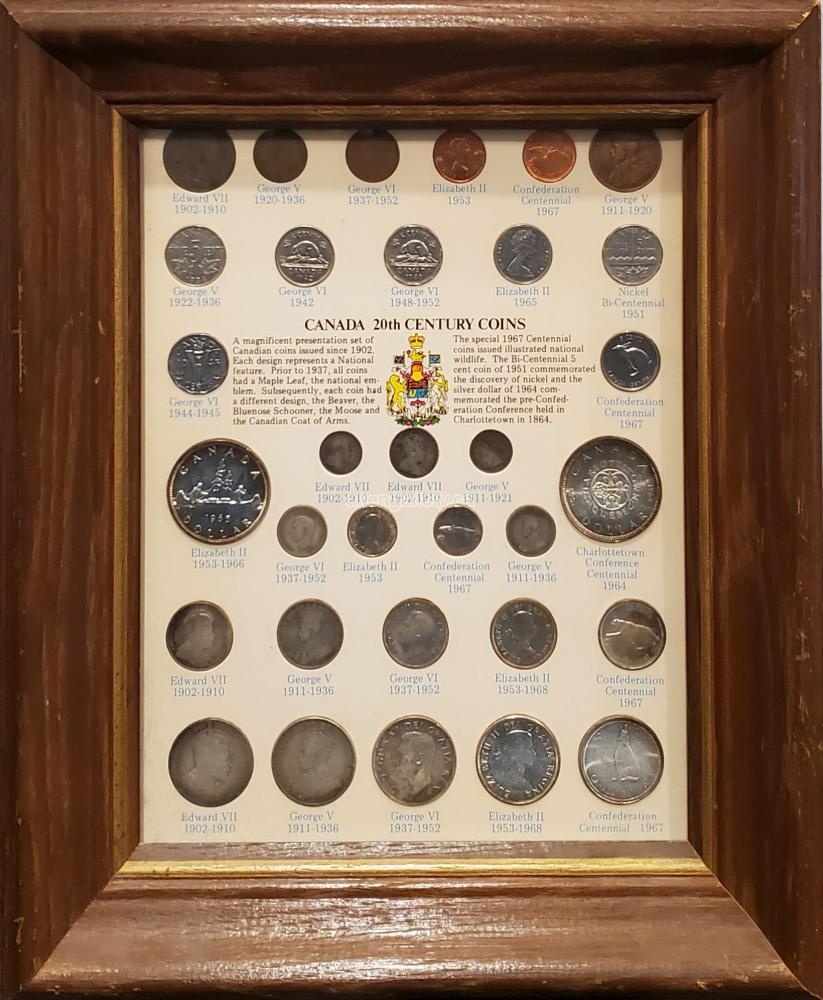 Edward VII
1902-1910
George V
1920-1936
George VI
1937-1952
Elizabeth II
1953
Confederation
Centennial
1967
George V
1911-1920
George V
1922-1936
George VI
1942
George VI
1948-1952
Elizabeth II
1965
Nickel
Bi-Centennial
1951
CANADA 20th CENTURY COINS
A magnificent presentation set of
Canadian coins issued since 1902.
Each design represents a National
feature. Prior to 1937, all coins
had a Maple Leaf, the national em-
blem. Subsequently, each coin had
a different design, the Beaver, the
Bluenose Schooner, the Moose and
the Canadian Coat of Arms.
The special 1967 Centennial
coins issued illustrated national
wildlife. The Bi-Centennial 5
cent coin of 1951 commemorated
the discovery of nickel and the
silver dollar of 1964 com-
memorated the pre-Confed-
eration Conference held in
Charlottetown in 1864.
George VI
1944-1945
Confederation
Centennial
1967
Edward VII
1902-1910
Edward VII
1902-1910
George V
1911-1921
CANADA
1965
DOLLAR
Elizabeth II
1953-1966
CANADA
DOLLAR
Charlottetown
Conference
Centennial
1964
George VI
1937-1952
Elizabeth II
1953
Confederation
Centennial
1967
George V
1911-1936
Edward VII
1902-1910
George V
1911-1936
George VI
1937-1952
Elizabeth II
1953-1968
Confederation
Centennial
1967
ELIZABETH II DEI GRATIA REGINA
Edward VII
1902-1910
George V
1911-1936
George VI
1937-1952
Elizabeth II
1953-1968
Confederation
Centennial 1967